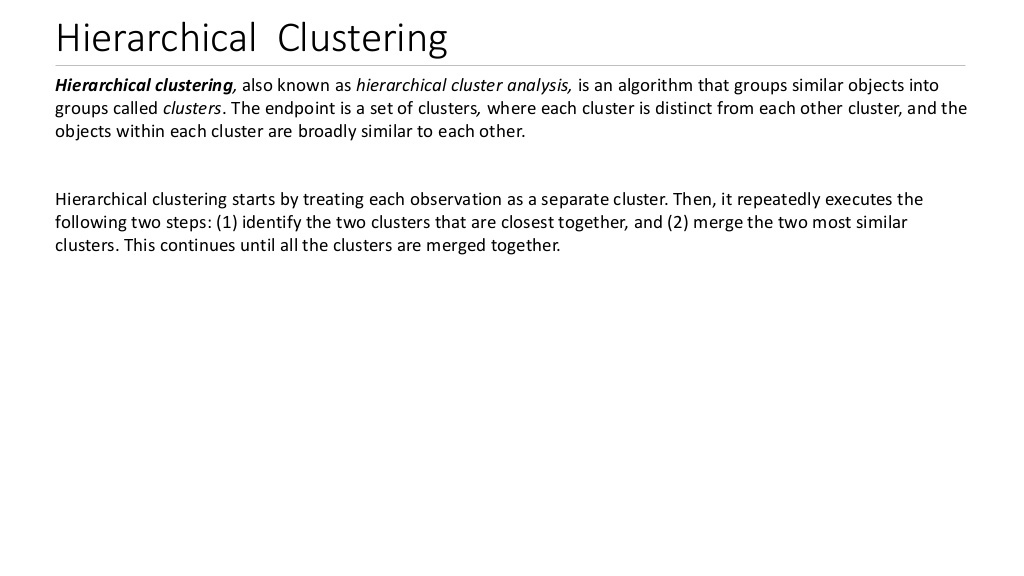 Hierarchical Clustering
Hierarchical clustering, also known as hierarchical cluster analysis, is an algorithm that groups similar objects into
groups called clusters. The endpoint is a set of clusters, where each cluster is distinct from each other cluster, and the
objects within each cluster are broadly similar to each other.
Hierarchical clustering starts by treating each observation as a separate cluster. Then, it repeatedly executes the
following two steps: (1) identify the two clusters that are closest together, and (2) merge the two most similar
clusters. This continues until all the clusters are merged together.